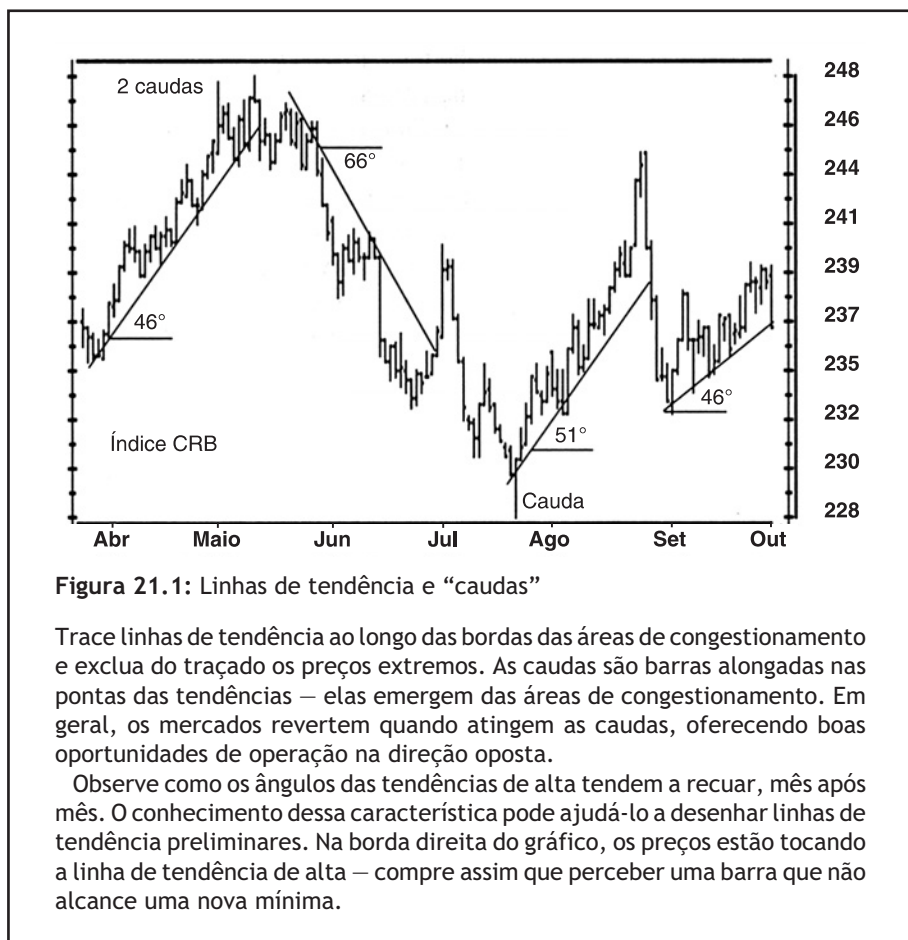 248
2 caudas
246
66°
244
241
239
46°
237
235
46°
232
51°
Índice CRB
230
Cauda
228
Abr Maio Jun Jul Ago Set Out
Figura 21.1: Linhas de tendência e “caudas”
Trace linhas de tendência ao longo das bordas das áreas de congestionamento
e exclua do traçado os preços extremos. As caudas são barras alongadas nas
pontas das tendências — elas emergem das áreas de congestionamento. Em
geral, os mercados revertem quando atingem as caudas, oferecendo boas
oportunidades de operação na direção oposta.
Observe como os ângulos das tendências de alta tendem a recuar, mês após
mês. O conhecimento dessa característica pode ajudá-lo a desenhar linhas de
tendência preliminares. Na borda direita do gráfico, os preços estão tocando
a linha de tendência de alta — compre assim que perceber uma barra que não
alcance uma nova mínima.